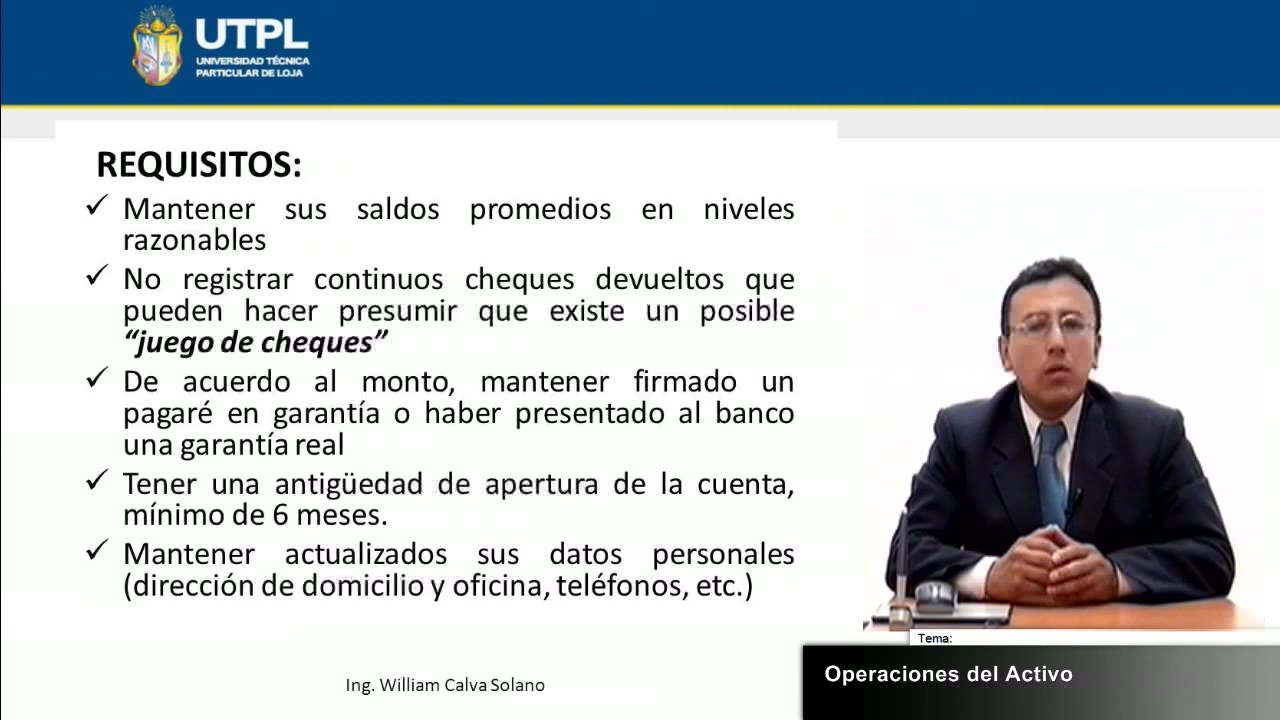 UTPL
UNIVERSIDAD TÉCNICA
PARTICULAR DE LOJA
REQUISITOS:
✓ Mantener sus saldos promedios en niveles
razonables
✓ No registrar continuos cheques devueltos que
pueden hacer presumir que existe un posible
“juego de cheques”
✓ De acuerdo al monto, mantener firmado un
pagaré en garantía o haber presentado al banco
una garantía real
✓ Tener una antigüedad de apertura de la cuenta,
mínimo de 6 meses.
✓ Mantener actualizados sus datos personales
(dirección de domicilio y oficina, teléfonos, etc.)
Ing. William Calva Solano
Tema:
Operaciones del Activo